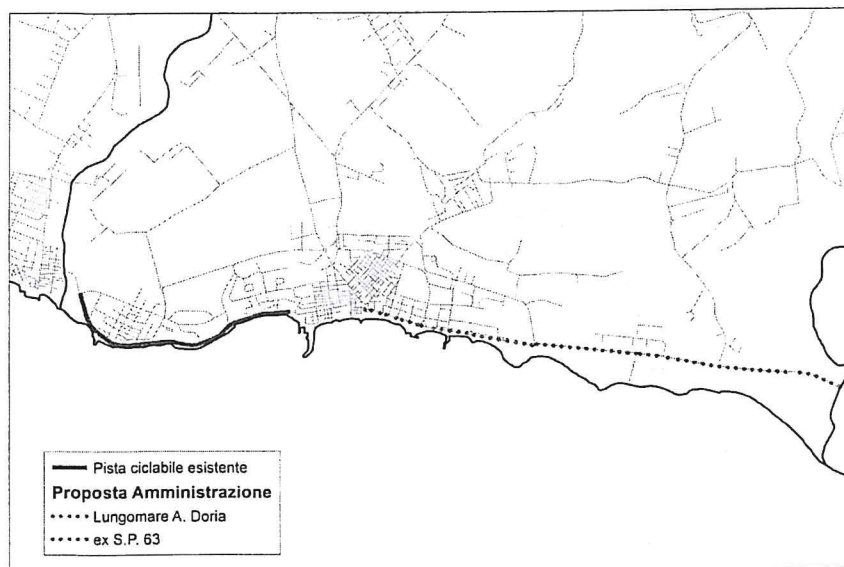 Pista ciclabile esistente
Proposta Amministrazione
Lungomare A. Doria
ex S.P. 63